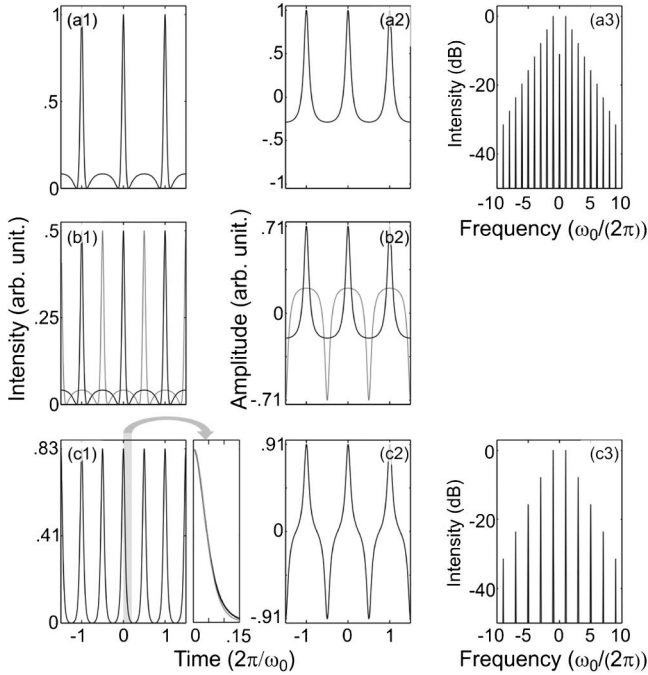 (a1)
1
.5
0
(a2)
1
.5
0
-.5
-1
(a3)
0
-20
-40
Intensity (dB)
-10 -5 0 5 10
Frequency (ω₀/(2π))
(b1)
.5
.25
0
Intensity (arb. unit.)
(b2)
.71
0
-.71
Amplitude (arb. unit.)
(c1)
.83
.41
0
-1 0 1
0 .15
Time (2π/ω₀)
(c2)
.91
0
-.91
-1 0 1
(c3)
0
-20
-40
Intensity (dB)
-10 -5 0 5 10
Frequency (ω₀/(2π))